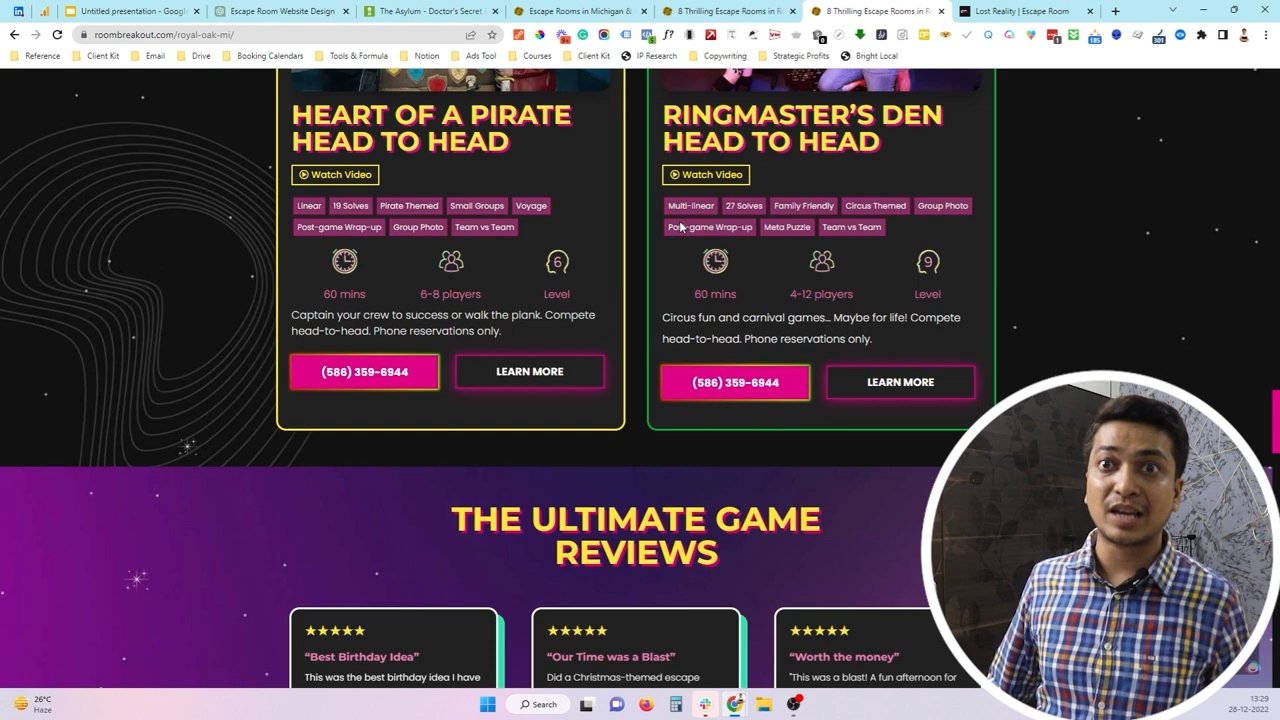 Untitled presentation - Google
Escape Room Website Design
The Asylum - Doctor's Secret
Escape Rooms in Michigan &
8 Thrilling Escape Rooms in R
8 Thrilling Escape Rooms in R
Lost Reality | Escape Room
roombreakout.com/royal-oak-mi/
Reference
Client Kit
Email
Drive
Booking Calendars
Tools & Formula
Notion
Ads Tool
Courses
Client Kit
IP Research
Copywriting
Strategic Profits
Bright Local
HEART OF A PIRATE
HEAD TO HEAD
Watch Video
Linear 19 Solves Pirate Themed Small Groups Voyage
Post-game Wrap-up Group Photo Team vs Team
6
60 mins 6-8 players Level
Captain your crew to success or walk the plank. Compete
head-to-head. Phone reservations only.
(586) 359-6944 LEARN MORE
RINGMASTER'S DEN
HEAD TO HEAD
Watch Video
Multi-linear 27 Solves Family Friendly Circus Themed Group Photo
Post-game Wrap-up Meta Puzzle Team vs Team
9
60 mins 4-12 players Level
Circus fun and carnival games... Maybe for life! Compete
head-to-head. Phone reservations only.
(586) 359-6944 LEARN MORE
THE ULTIMATE GAME
REVIEWS
“Best Birthday Idea”
This was the best birthday idea I have
“Our Time was a Blast”
Did a Christmas-themed escape
“Worth the money”
"This was a blast! A fun afternoon for
26°C
Haze
Search
13:29
28-12-2022